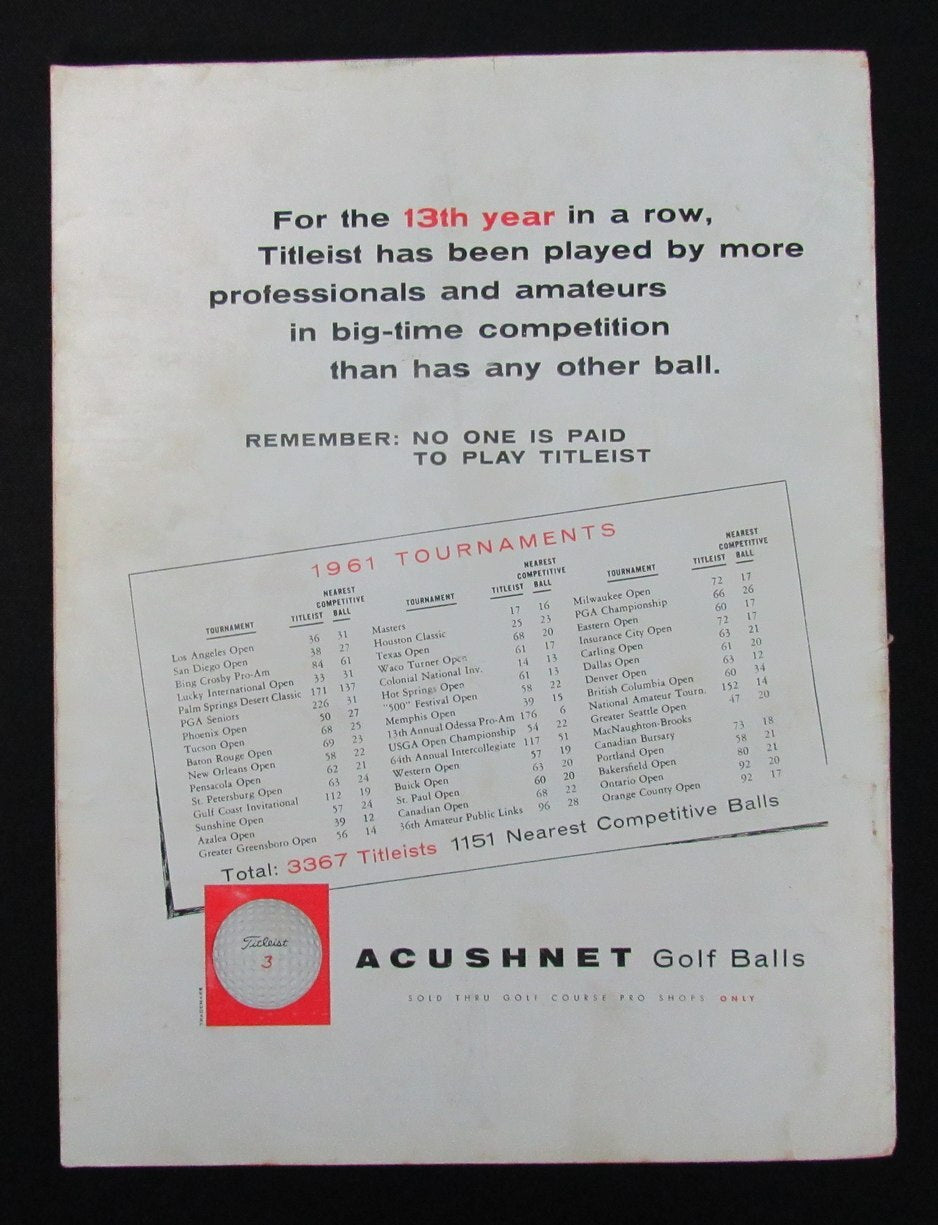 For the 13th year in a row,
Titleist has been played by more
professionals and amateurs
in big-time competition
than has any other ball.
REMEMBER: NO ONE IS PAID
TO PLAY TITLEIST
1961 TOURNAMENTS
TOURNAMENT TITLEIST NEAREST COMPETITIVE BALL
Los Angeles Open 36 31
San Diego Open 38 27
Bing Crosby Pro-Am 84 61
Lucky International Open 33 31
Palm Springs Desert Classic 171 137
PGA Seniors 226 31
Phoenix Open 50 27
Tucson Open 68 25
Baton Rouge Open 69 23
New Orleans Open 58 22
Pensacola Open 62 21
St. Petersburg Open 63 24
Gulf Coast Invitational 112 19
Sunshine Open 57 24
Azalea Open 39 12
Greater Greensboro Open 56 14
TOURNAMENT TITLEIST NEAREST COMPETITIVE BALL
Masters 17 16
Houston Classic 25 23
Texas Open 68 20
Waco Turner Open 61 17
Colonial National Inv. 14 13
Hot Springs Open 61 13
"500" Festival Open 58 22
Memphis Open 39 15
13th Annual Odessa Pro-Am 176 6
USGA Open Championship 54 22
64th Annual Intercollegiate 117 51
Western Open 57 19
Buick Open 63 20
St. Paul Open 60 20
Canadian Open 68 22
36th Amateur Public Links 96 28
TOURNAMENT TITLEIST NEAREST COMPETITIVE BALL
Milwaukee Open 72 17
PGA Championship 66 26
Eastern Open 60 17
Insurance City Open 72 17
Carling Open 63 21
Dallas Open 61 20
Denver Open 63 12
British Columbia Open 60 34
National Amateur Tourn. 152 14
Greater Seattle Open 47 20
MacNaughton-Brooks
Canadian Bursary 73 18
Portland Open 58 21
Bakersfield Open 80 21
Ontario Open 92 20
Orange County Open 92 17
Total: 3367 Titleists 1151 Nearest Competitive Balls
Titleist
3
TRADEMARK
ACUSHNET Golf Balls
SOLD THRU GOLF COURSE PRO SHOPS ONLY